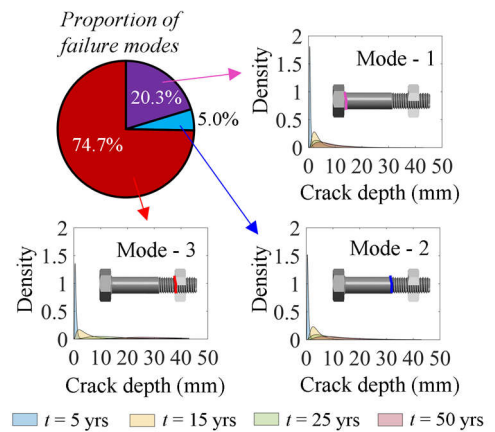 Proportion of
failure modes
20.3%
5.0%
74.7%
2
1.5
1
0.5
0
Density
Mode - 1
0 10 20 30 40 50
Crack depth (mm)
2
1.5
1
0.5
0
Density
Mode - 3
0 10 20 30 40 50
Crack depth (mm)
2
1.5
1
0.5
0
Density
Mode - 2
0 10 20 30 40 50
Crack depth (mm)
t = 5 yrs t = 15 yrs t = 25 yrs t = 50 yrs